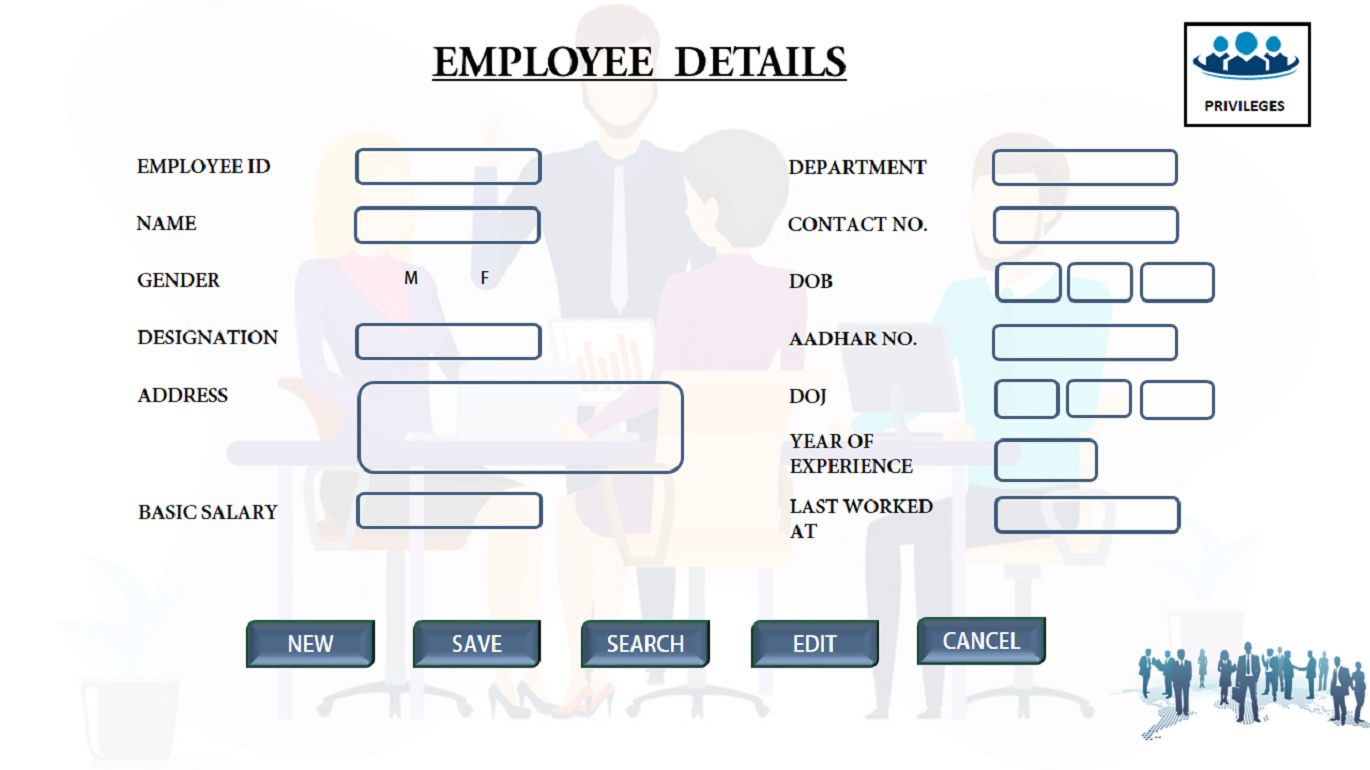 EMPLOYEE DETAILS
PRIVILEGES
EMPLOYEE ID
NAME
GENDER M F
DESIGNATION
ADDRESS
BASIC SALARY
DEPARTMENT
CONTACT NO.
DOB
AADHAR NO.
DOJ
YEAR OF
EXPERIENCE
LAST WORKED
AT
NEW SAVE SEARCH EDIT CANCEL